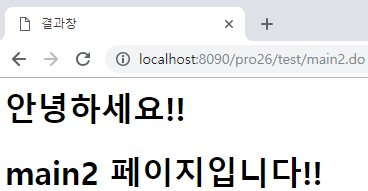 결과창
localhost:8090/pro26/test/main2.do
안녕하세요!!
main2 페이지입니다!!